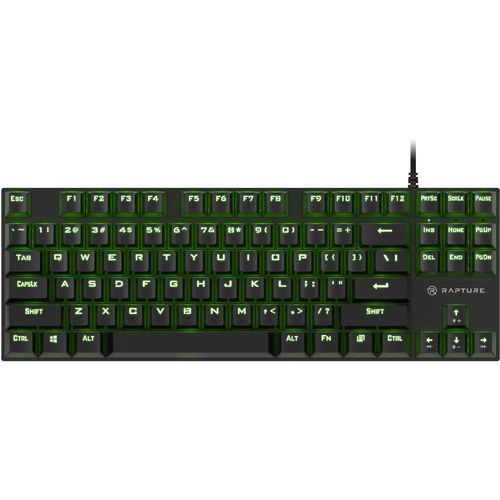 Esc F1 F2 F3 F4 F5 F6 F7 F8 F9 F10 F11 F12 PrtSc ScrLk Pause
`~ 1! 2@ 3# 4$ 5% 6^ 7& 8* 9( 0) -- =+ Ins Home PgUp
Tab Q W E R T Y U I O P [{ ]} \| Del End PgDn
CapsLk A S D F G H J K L ;: '"
RAPTURE
Shift Z X C V B N M ,< .> /? Shift
Ctrl Alt Alt Fn Ctrl